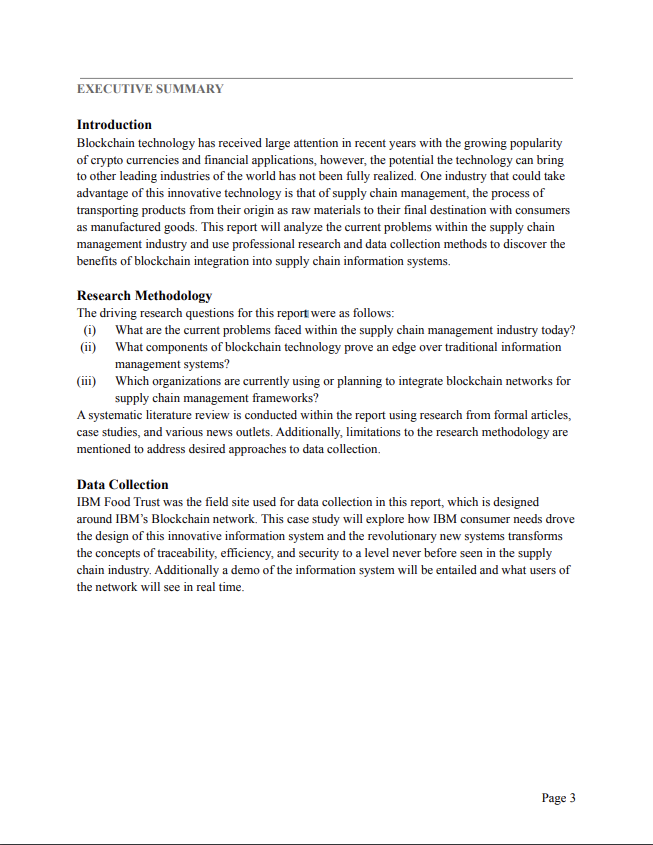 EXECUTIVE SUMMARY
Introduction
Blockchain technology has received large attention in recent years with the growing popularity
of crypto currencies and financial applications, however, the potential the technology can bring
to other leading industries of the world has not been fully realized. One industry that could take
advantage of this innovative technology is that of supply chain management, the process of
transporting products from their origin as raw materials to their final destination with consumers
as manufactured goods. This report will analyze the current problems within the supply chain
management industry and use professional research and data collection methods to discover the
benefits of blockchain integration into supply chain information systems.
Research Methodology
The driving research questions for this report were as follows:
(i) What are the current problems faced within the supply chain management industry today?
(ii) What components of blockchain technology prove an edge over traditional information
management systems?
(iii) Which organizations are currently using or planning to integrate blockchain networks for
supply chain management frameworks?
A systematic literature review is conducted within the report using research from formal articles,
case studies, and various news outlets. Additionally, limitations to the research methodology are
mentioned to address desired approaches to data collection.
Data Collection
IBM Food Trust was the field site used for data collection in this report, which is designed
around IBM's Blockchain network. This case study will explore how IBM consumer needs drove
the design of this innovative information system and the revolutionary new systems transforms
the concepts of traceability, efficiency, and security to a level never before seen in the supply
chain industry. Additionally a demo of the information system will be entailed and what users of
the network will see in real time.
Page 3